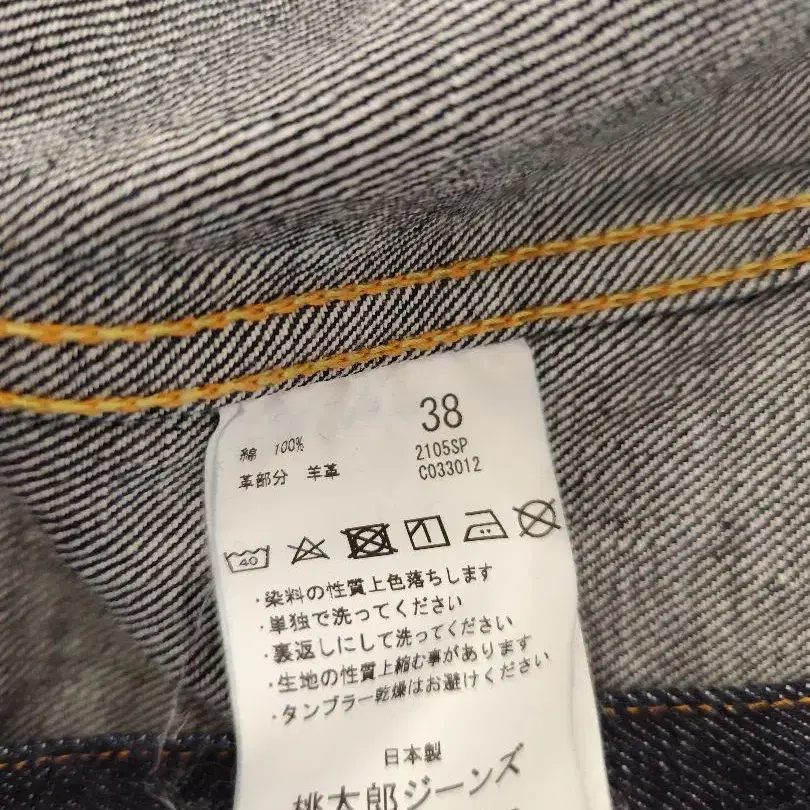 38
綿 100%
2105SP
革部分 羊革
C033012
40
・染料の性質上色落ちします
・単独で洗ってください
・裏返しにして洗ってください
・生地の性質上縮む事があります
・タンブラー乾燥はお避けください
日本製
桃太郎ジーンズ